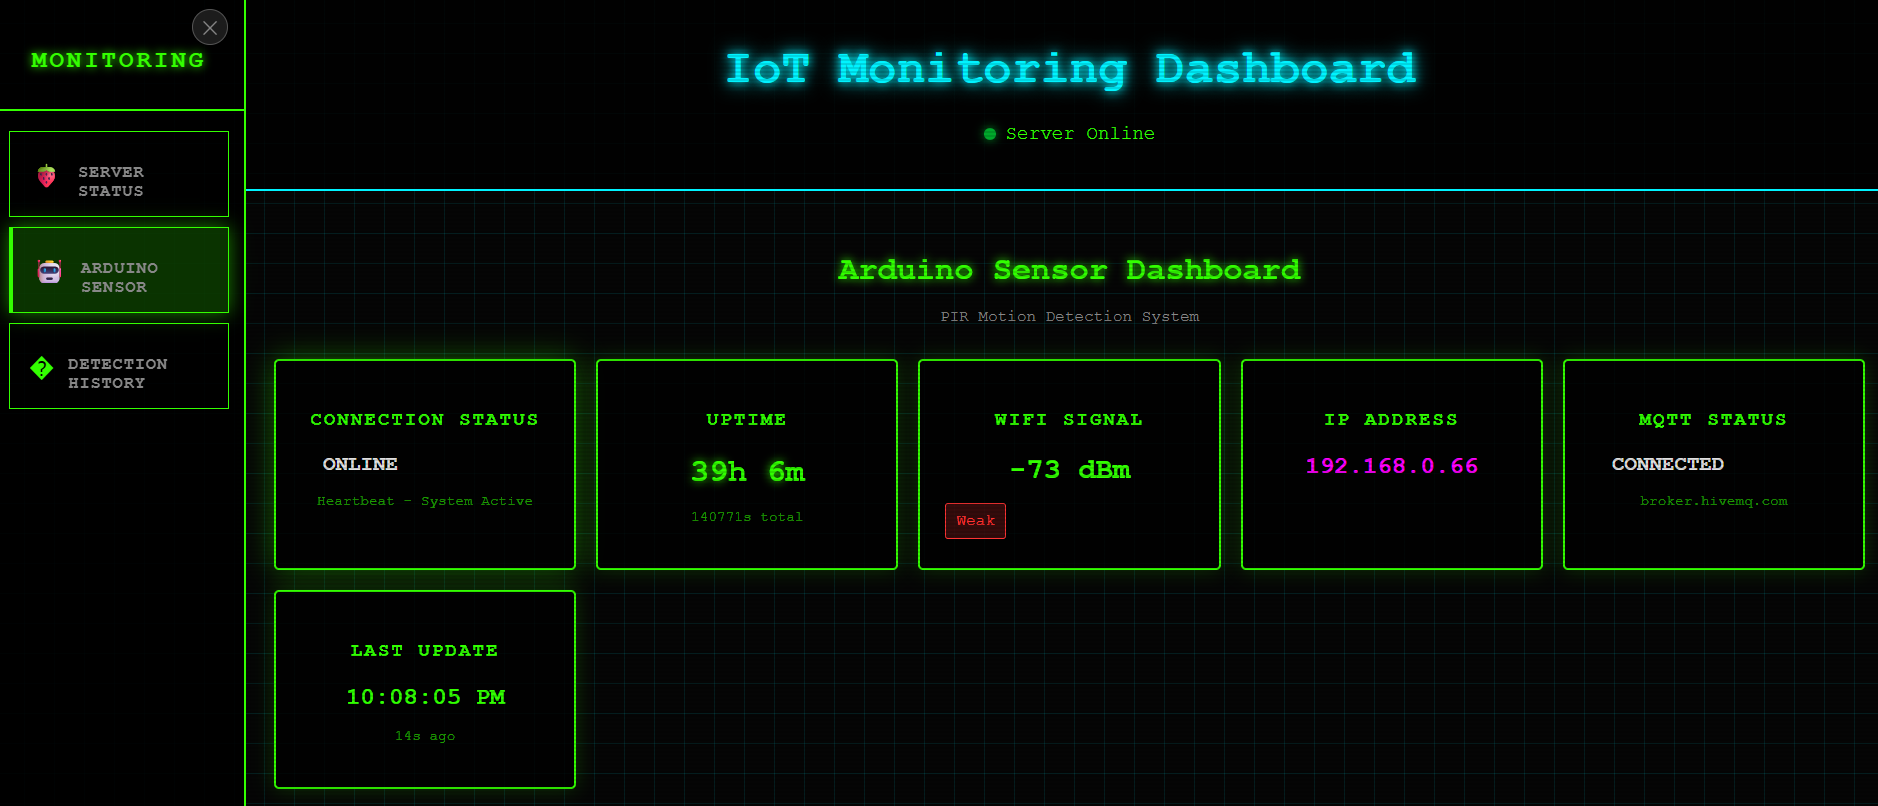 MONITORING
SERVER
STATUS
ARDUINO
SENSOR
DETECTION
HISTORY
IoT Monitoring Dashboard
Server Online
Arduino Sensor Dashboard
PIR Motion Detection System
CONNECTION STATUS
ONLINE
Heartbeat - System Active
UPTIME
39h 6m
140771s total
WIFI SIGNAL
-73 dBm
Weak
IP ADDRESS
192.168.0.66
MQTT STATUS
CONNECTED
broker.hivemq.com
LAST UPDATE
10:08:05 PM
14s ago